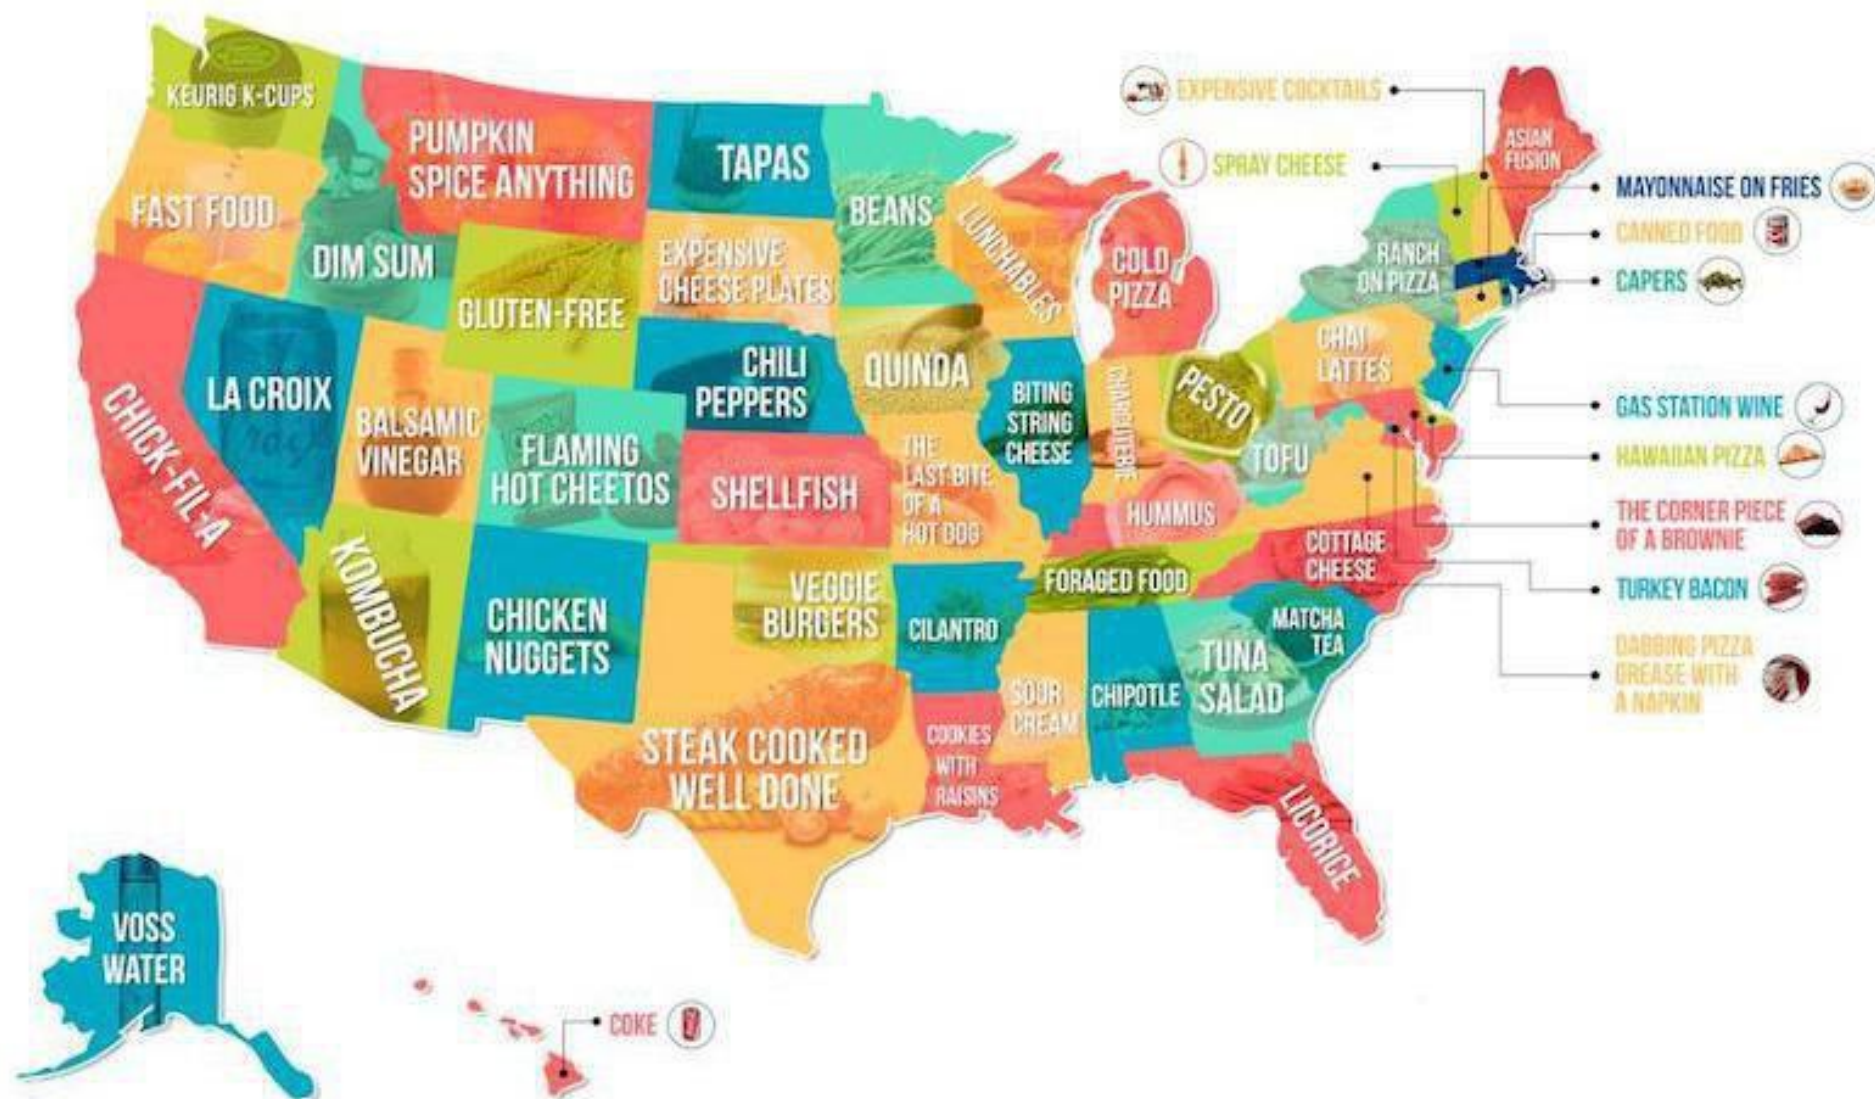 KEURIG K-CUPS
FAST FOOD
PUMPKIN
SPICE ANYTHING
DIM SUM
TAPAS
BEANS
LUNCHABLES
COLD
PIZZA
EXPENSIVE COCKTAILS
SPRAY CHEESE
ASIAN
FUSION
MAYONNAISE ON FRIES
CANNED FOOD
CAPERS
RANCH
ON PIZZA
GLUTEN-FREE
EXPENSIVE
CHEESE PLATES
CHICK-FIL-A
LA CROIX
BALSAMIC
VINEGAR
FLAMING
HOT CHEETOS
CHILI
PEPPERS
QUINOA
BITING
STRING
CHEESE
PESTO
CHAI
LATTES
TOFU
GAS STATION WINE
HAWAIIAN PIZZA
THE CORNER PIECE
OF A BROWNIE
TURKEY BACON
DABBING PIZZA
GREASE WITH
A NAPKIN
SHELLFISH
THE
LAST BITE
OF A
HOT DOG
HUMMUS
COTTAGE
CHEESE
FORAGED FOOD
KOMBUCHA
CHICKEN
NUGGETS
VEGGIE
BURGERS
CILANTRO
MATCHA
TEA
TUNA
SALAD
CHIPOTLE
SOUR
CREAM
COOKIES
WITH
RAISINS
STEAK COOKED
WELL DONE
LICORICE
VOSS
WATER
COKE